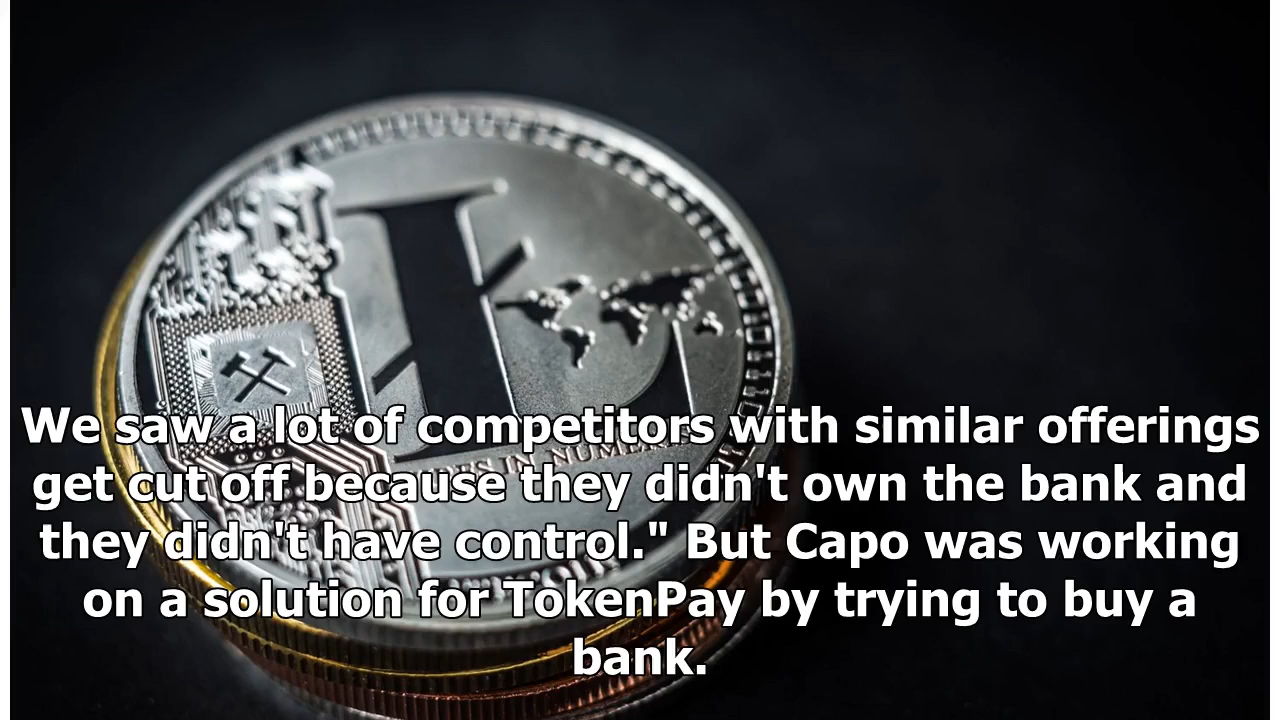 We saw a lot of competitors with similar offerings
get cut off because they didn't own the bank and
they didn't have control." But Capo was working
on a solution for TokenPay by trying to buy a
bank.